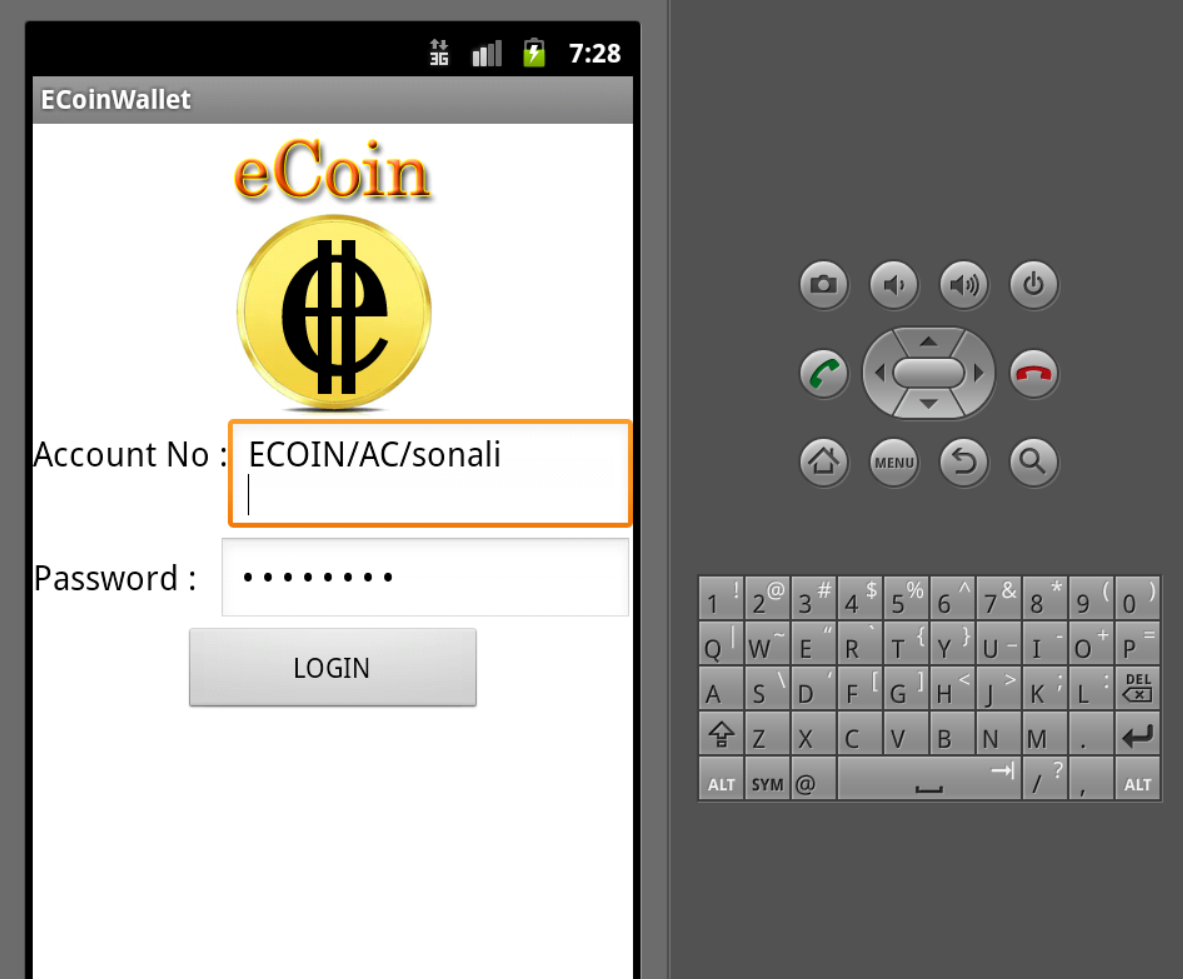 3G 7:28
ECoinWallet
eCoin
e
Account No : ECOIN/AC/sonali
Password : ••••••••
LOGIN
MENU
1 ! 2 @ 3 # 4 $ 5 % 6 ^ 7 & 8 * 9 ( 0 )
Q | W ~ E “ R ` T { Y } U _ I - O + P =
A S \ D ‘ F [ G ] H < J > K ; L : DEL
Z X C V B N M .
ALT SYM @ / ? , ALT